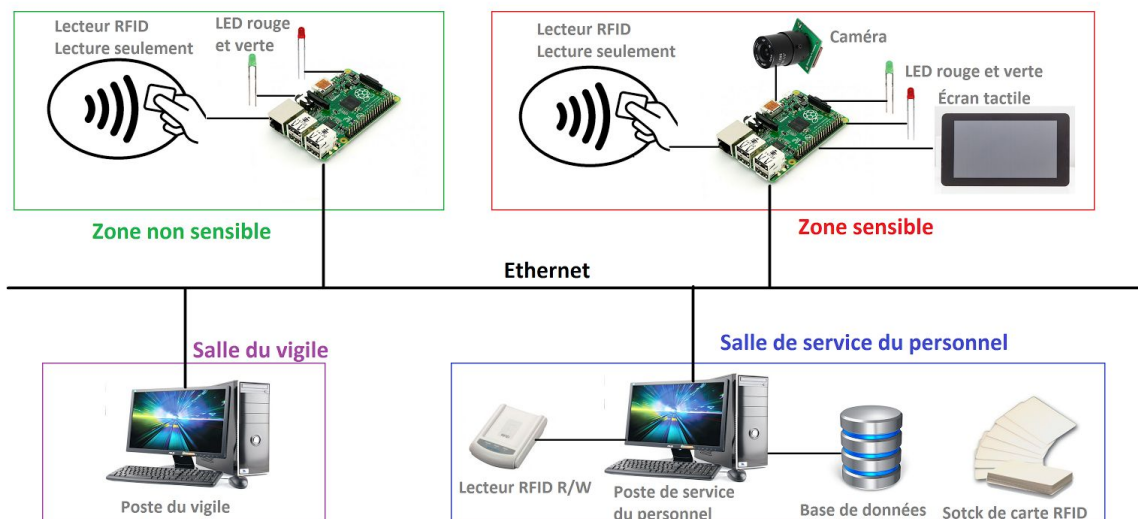 Lecteur RFID
Lecture seulement
LED rouge
et verte
Zone non sensible
Lecteur RFID
Lecture seulement
Caméra
LED rouge et verte
Écran tactile
Zone sensible
Ethernet
Salle du vigile
Poste du vigile
Salle de service du personnel
Lecteur RFID R/W
Poste de service
du personnel
Base de données
Sotck de carte RFID